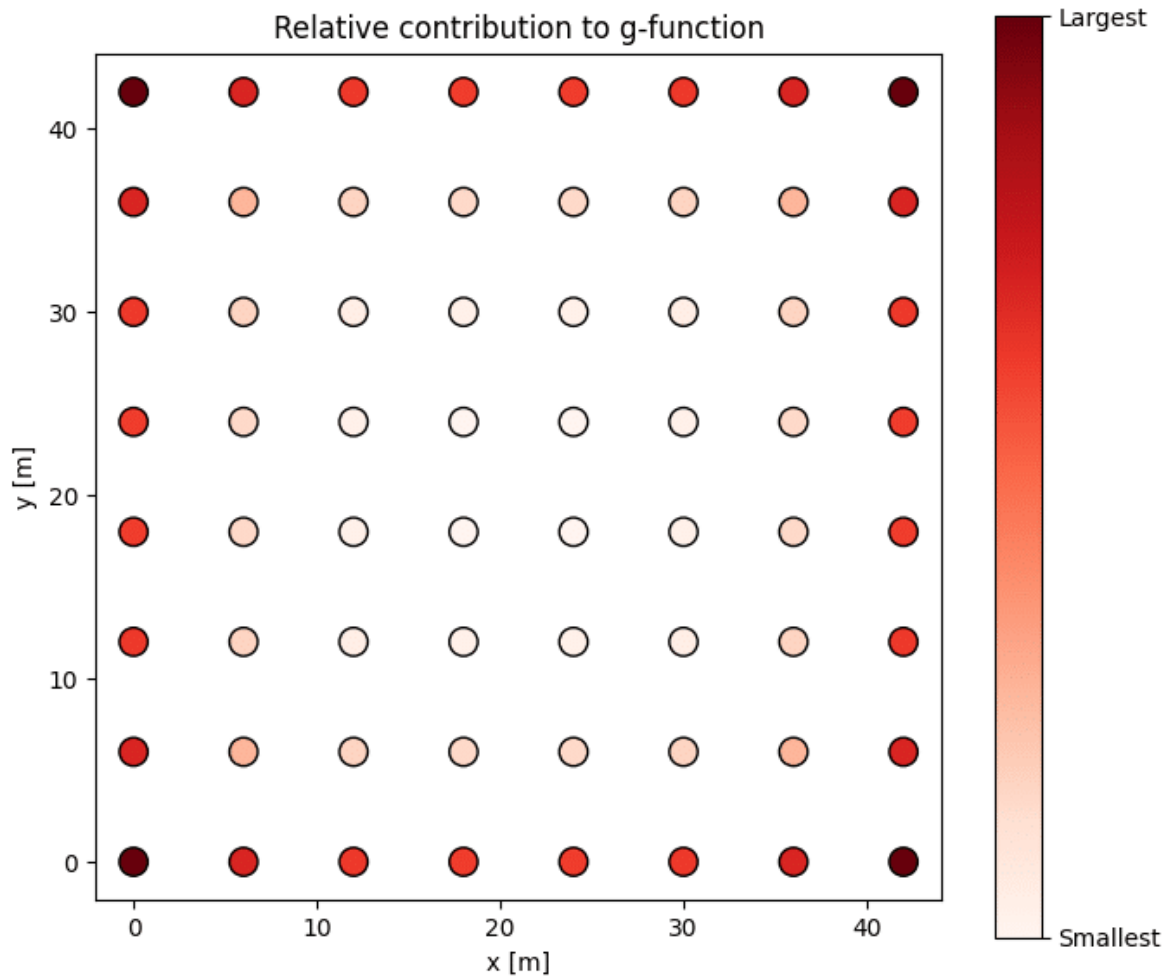 Relative contribution to g-function
Largest
40
30
20
10
0
y [m]
0 10 20 30 40
x [m]
Smallest